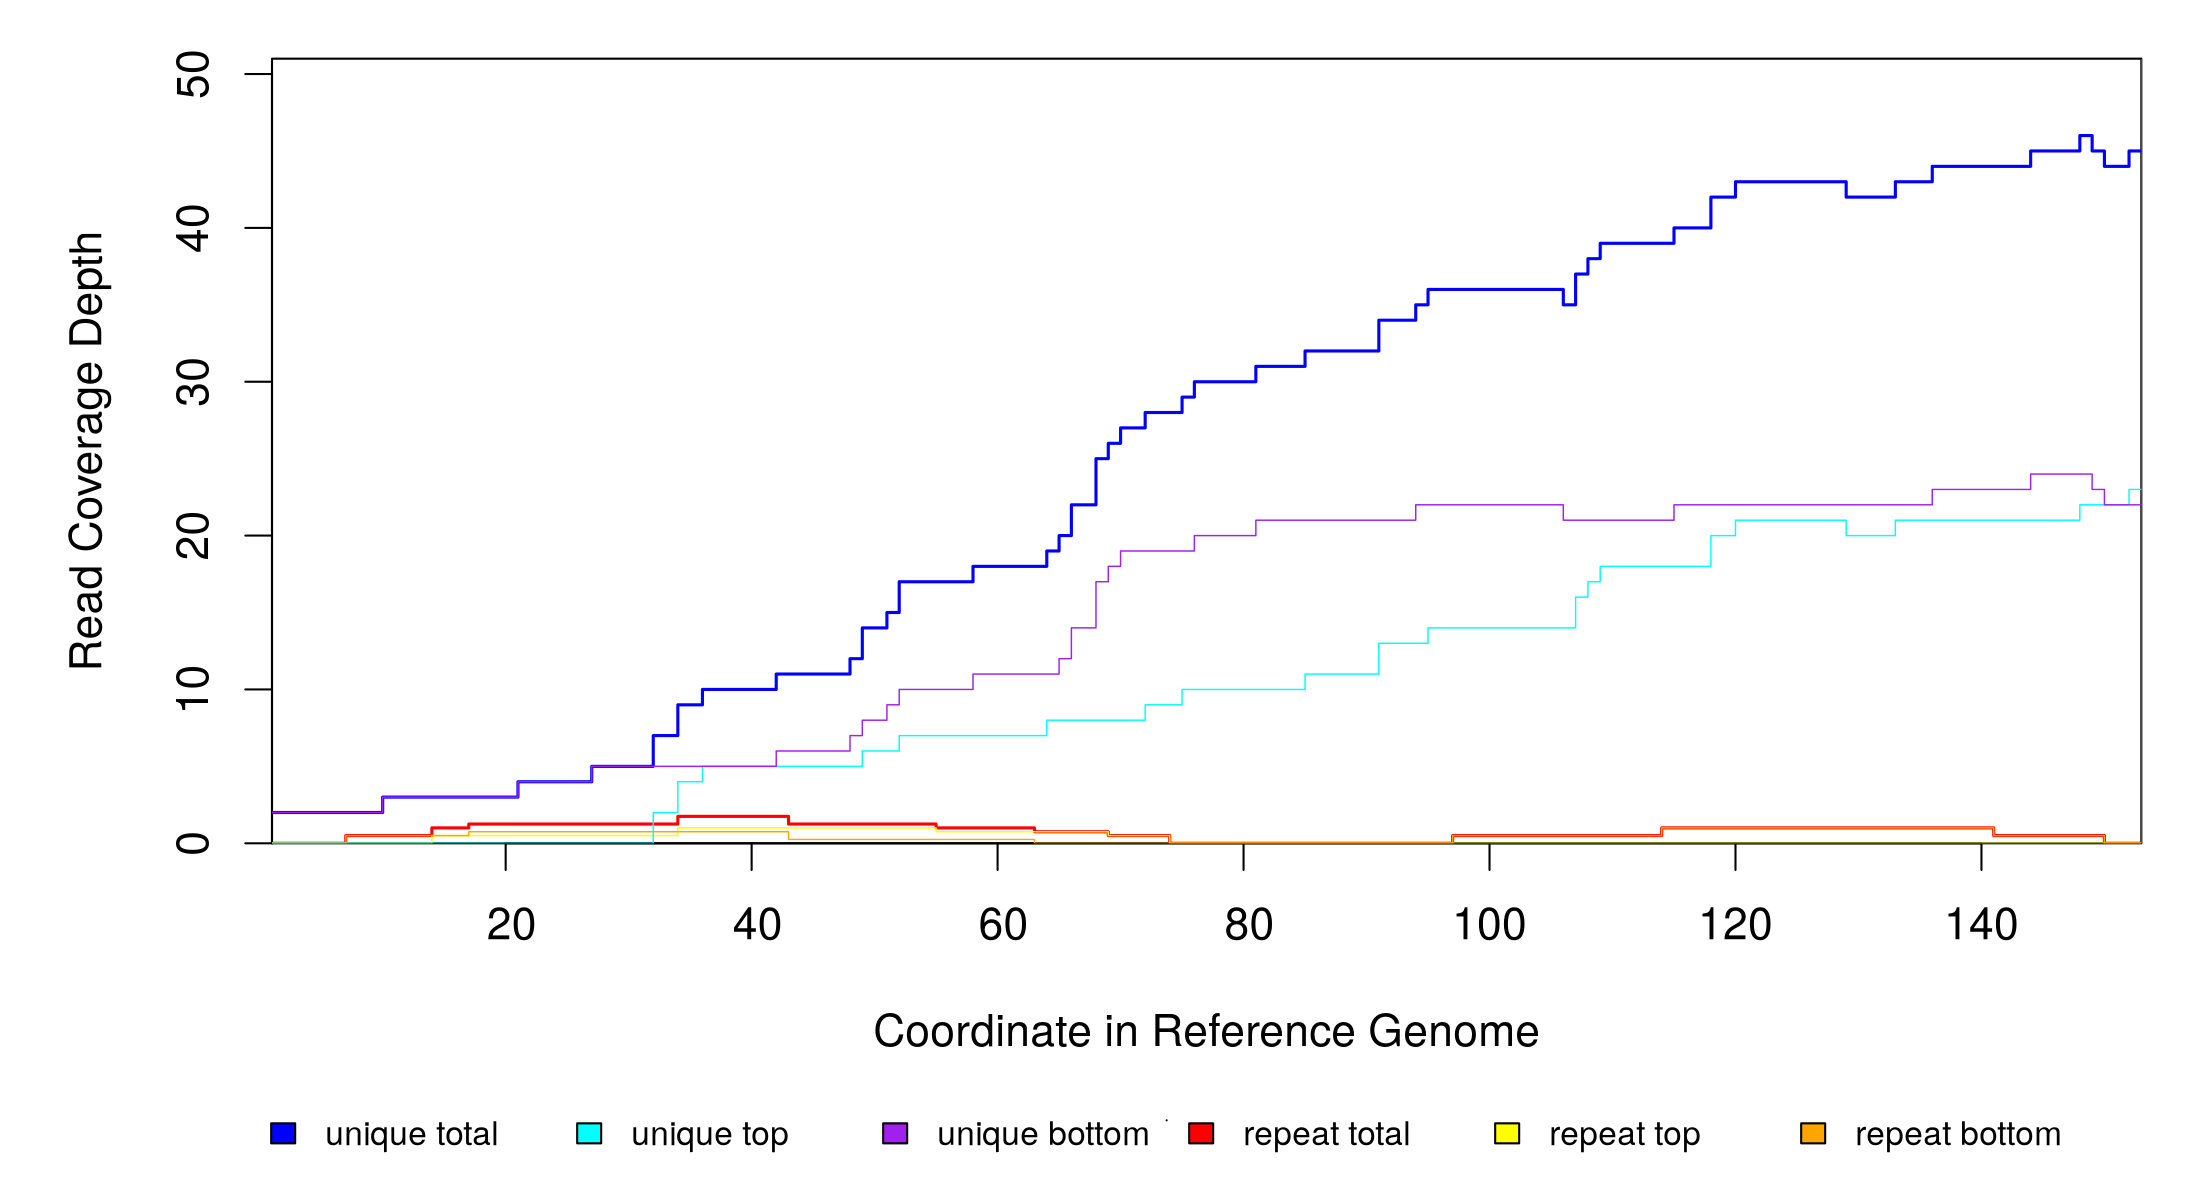 50
40
30
20
10
0
Read Coverage Depth
20 40 60 80 100 120 140
Coordinate in Reference Genome
unique total unique top unique bottom repeat total repeat top repeat bottom